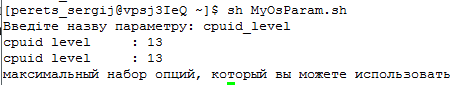 [perets_sergij@vpsj3IeQ ~]$ sh MyOsParam.sh
Введіте назву параметру: cpuid_level
cpuid level     : 13
cpuid level     : 13
максимальный набор опций, который вы можете использовать